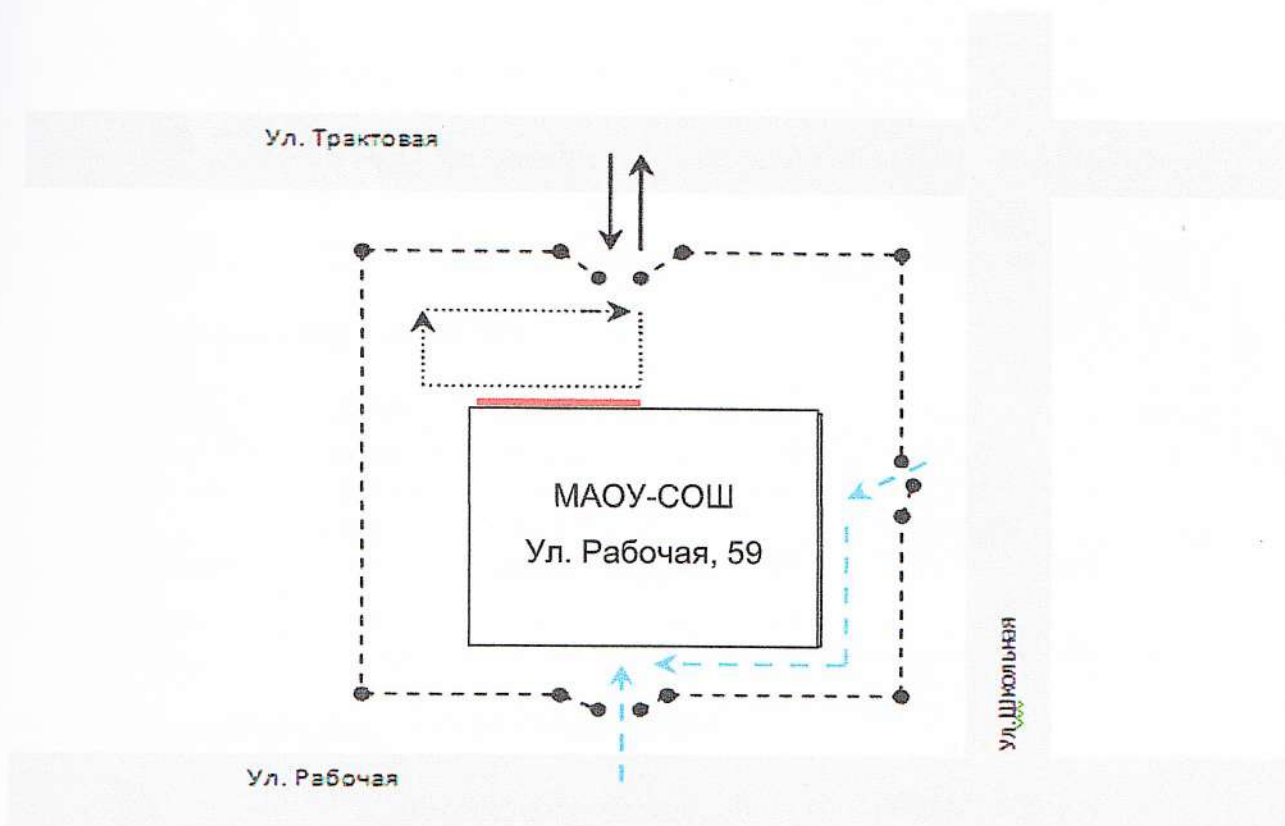 Ул. Трактовая
МАОУ-СОШ
Ул. Рабочая, 59
Ул. Школьная
Ул. Рабочая